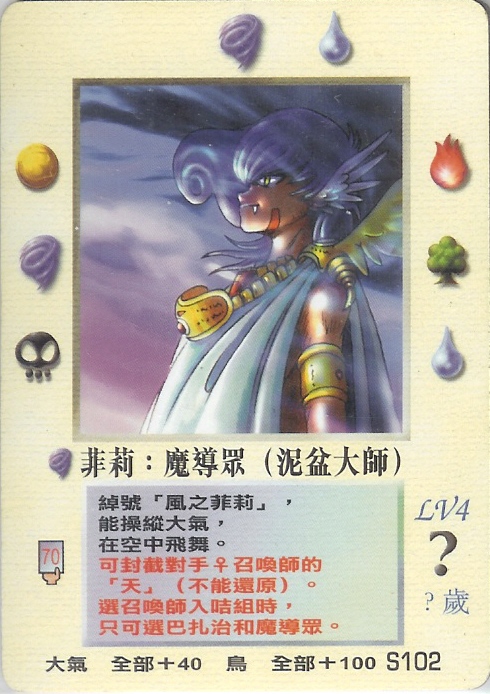 菲莉：魔導眾（泥盆大師）
綽號「風之菲莉」，
能操縱大氣，
在空中飛舞。
可封截對手♀召喚師的
「天」（不能還原）。
選召喚師入咭組時，
只可選巴扎治和魔導眾。
LV4
?
?歲
70
大氣　全部＋40　鳥　全部＋100 S102